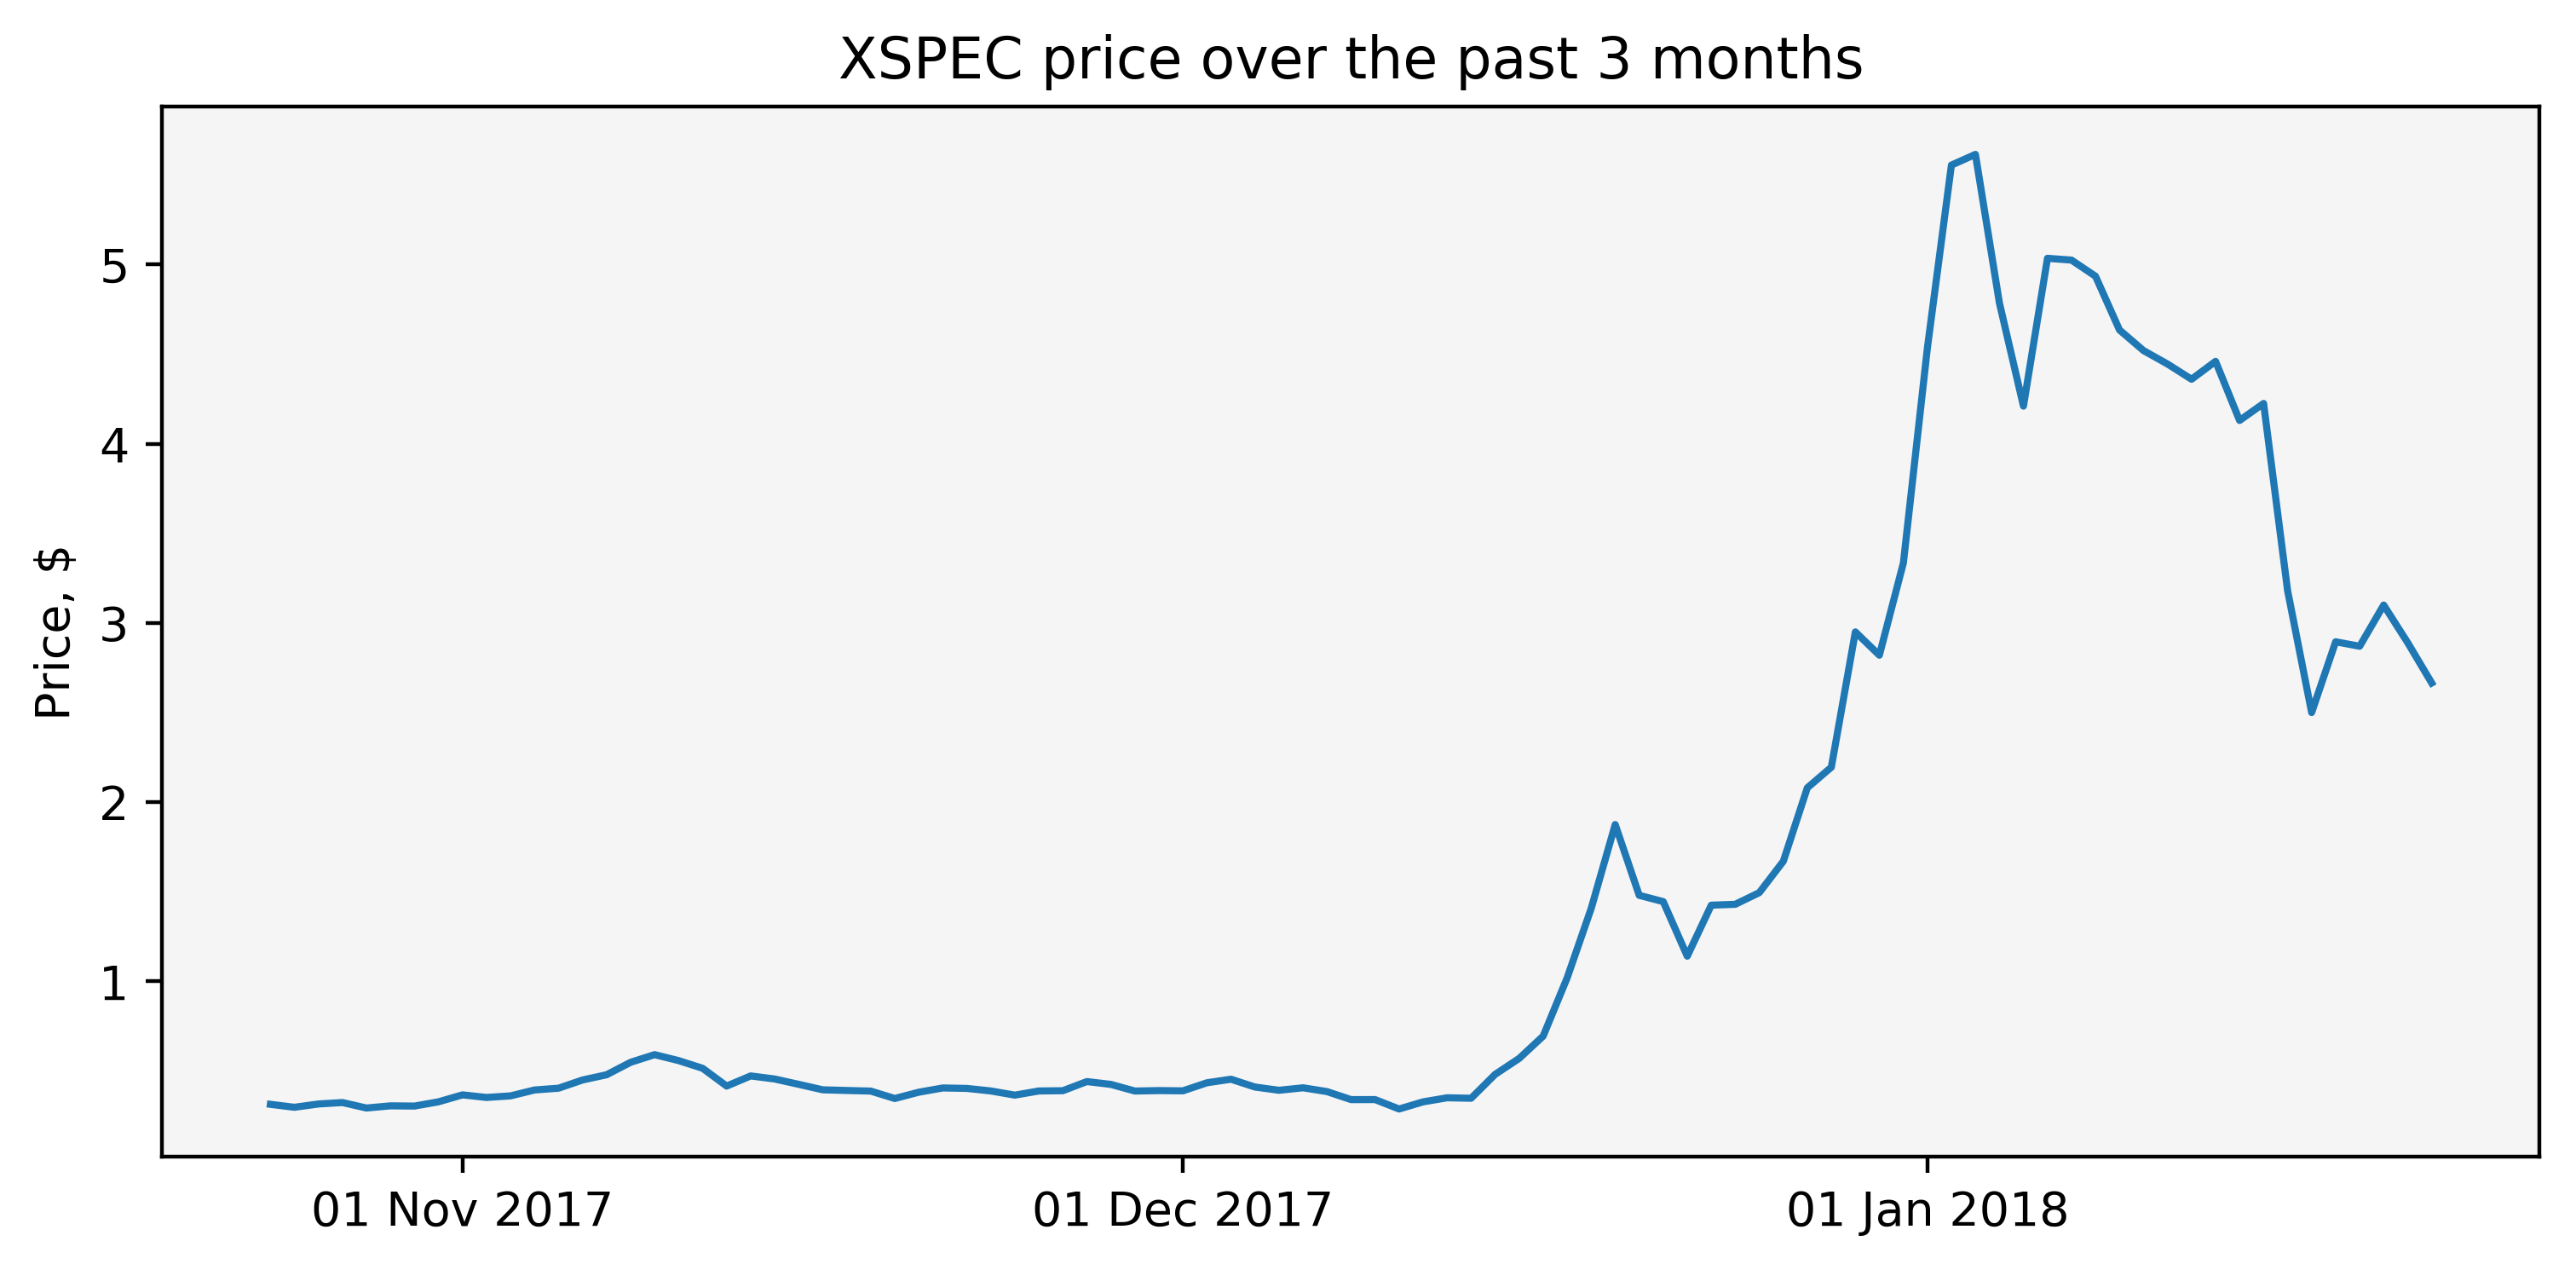 XSPEC price over the past 3 months
Price, $
5
4
3
2
1
01 Nov 2017
01 Dec 2017
01 Jan 2018